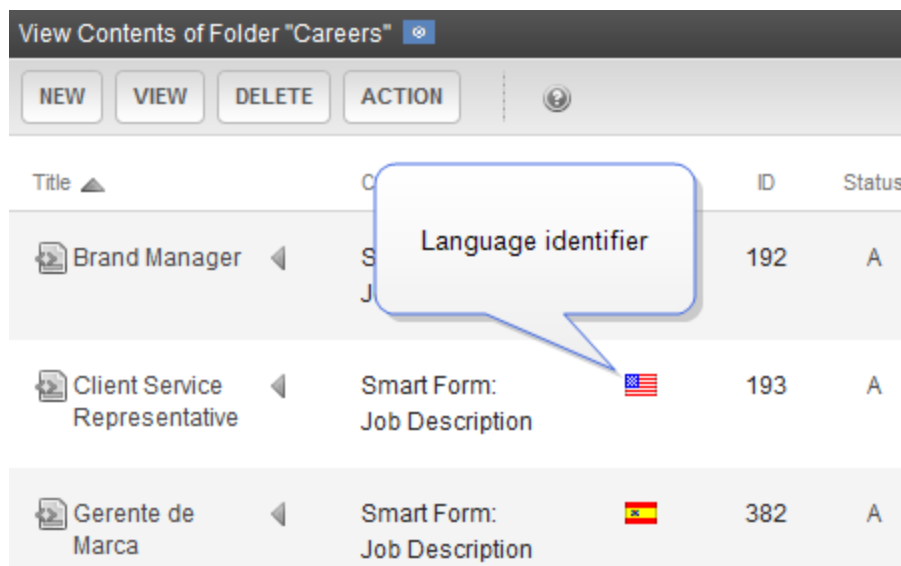 View Contents of Folder "Careers"
NEW VIEW DELETE ACTION
Title ID Status
Language identifier
Brand Manager 192 A
Client Service Smart Form: 193 A
Representative Job Description
Gerente de Smart Form: 382 A
Marca Job Description